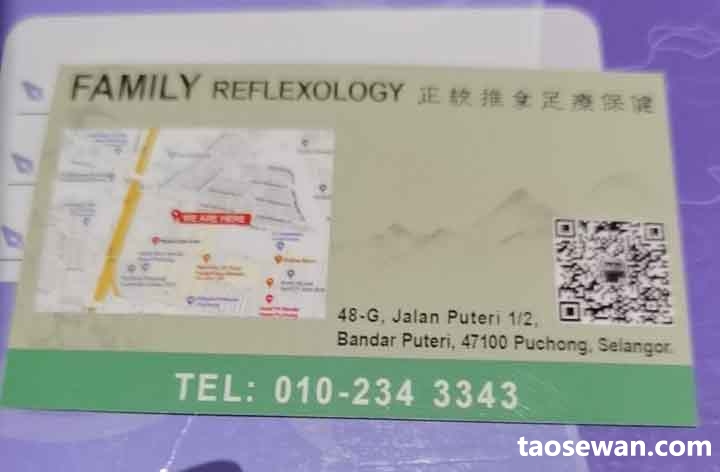 FAMILY REFLEXOLOGY 正軟推拿足療保健
WE ARE HERE
48-G, Jalan Puteri 1/2,
Bandar Puteri, 47100 Puchong, Selangor.
TEL: 010-234 3343
taosewan.com